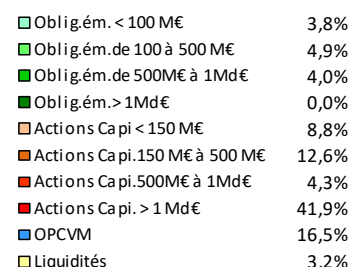 Oblig.ém. < 100 M€ 3,8%
Oblig.ém.de 100 à 500 M€ 4,9%
Oblig.ém.de 500M€ à 1Md€ 4,0%
Oblig.ém.> 1Md€ 0,0%
Actions Capi < 150 M€ 8,8%
Actions Capi.150 M€ à 500 M€ 12,6%
Actions Capi.500M€ à 1Md€ 4,3%
Actions Capi. > 1 Md€ 41,9%
OPCVM 16,5%
Liquidités 3,2%